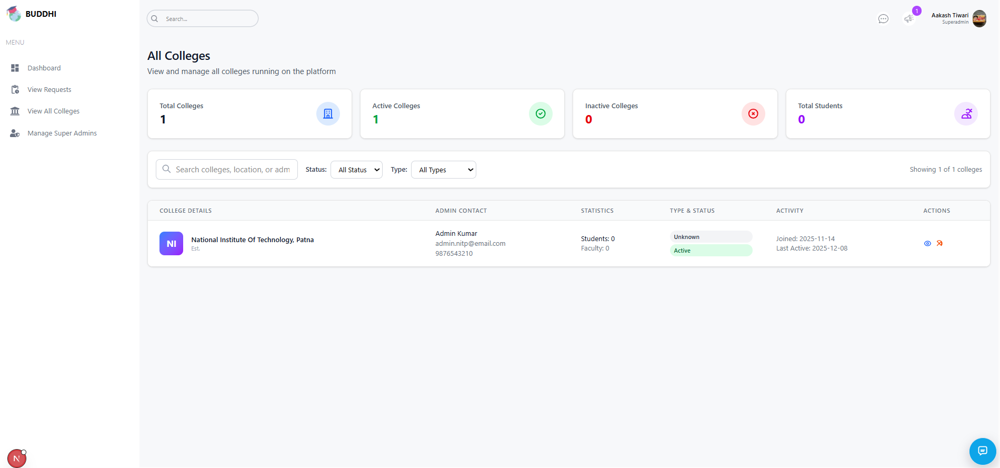 BUDDHI
MENU
Dashboard
View Requests
View All Colleges
Manage Super Admins
N
Search...
1
Aakash Tiwari
Superadmin
All Colleges
View and manage all colleges running on the platform
Total Colleges
1
Active Colleges
1
Inactive Colleges
0
Total Students
0
Search colleges, location, or adm
Status: All Status
Type: All Types
Showing 1 of 1 colleges
COLLEGE DETAILS ADMIN CONTACT STATISTICS TYPE & STATUS ACTIVITY ACTIONS
NI
National Institute Of Technology, Patna
Est.
Admin Kumar
admin.nitp@email.com
9876543210
Students: 0
Faculty: 0
Unknown
Active
Joined: 2025-11-14
Last Active: 2025-12-08